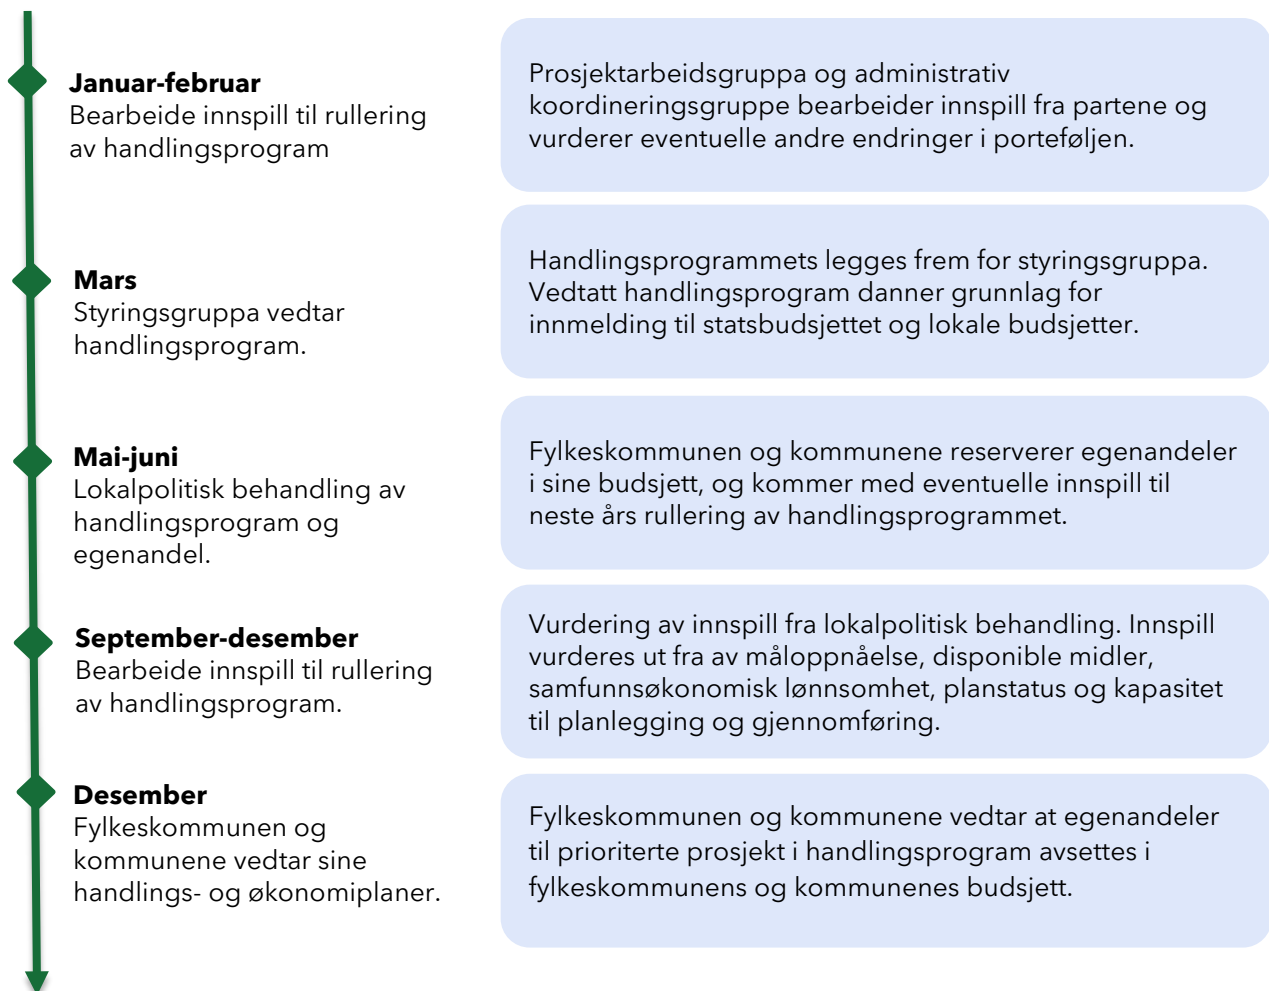 Januar-februar
Bearbeide innspill til rullering
av handlingsprogram
Prosjektarbeidsgruppa og administrativ
koordineringsgruppe bearbeider innspill fra partene og
vurderer eventuelle andre endringer i porteføljen.
Mars
Styringsgruppa vedtar
handlingsprogram.
Handlingsprogrammets legges frem for styringsgruppa.
Vedtatt handlingsprogram danner grunnlag for
innmelding til statsbudsjettet og lokale budsjetter.
Mai-juni
Lokalpolitisk behandling av
handlingsprogram og
egenandel.
Fylkeskommunen og kommunene reserverer egenandeler
i sine budsjett, og kommer med eventuelle innspill til
neste års rullering av handlingsprogrammet.
September-desember
Bearbeide innspill til rullering
av handlingsprogram.
Vurdering av innspill fra lokalpolitisk behandling. Innspill
vurderes ut fra av måloppnåelse, disponible midler,
samfunnsøkonomisk lønnsomhet, planstatus og kapasitet
til planlegging og gjennomføring.
Desember
Fylkeskommunen og
kommunene vedtar sine
handlings- og økonomiplaner.
Fylkeskommunen og kommunene vedtar at egenandeler
til prioriterte prosjekt i handlingsprogram avsettes i
fylkeskommunens og kommunenes budsjett.